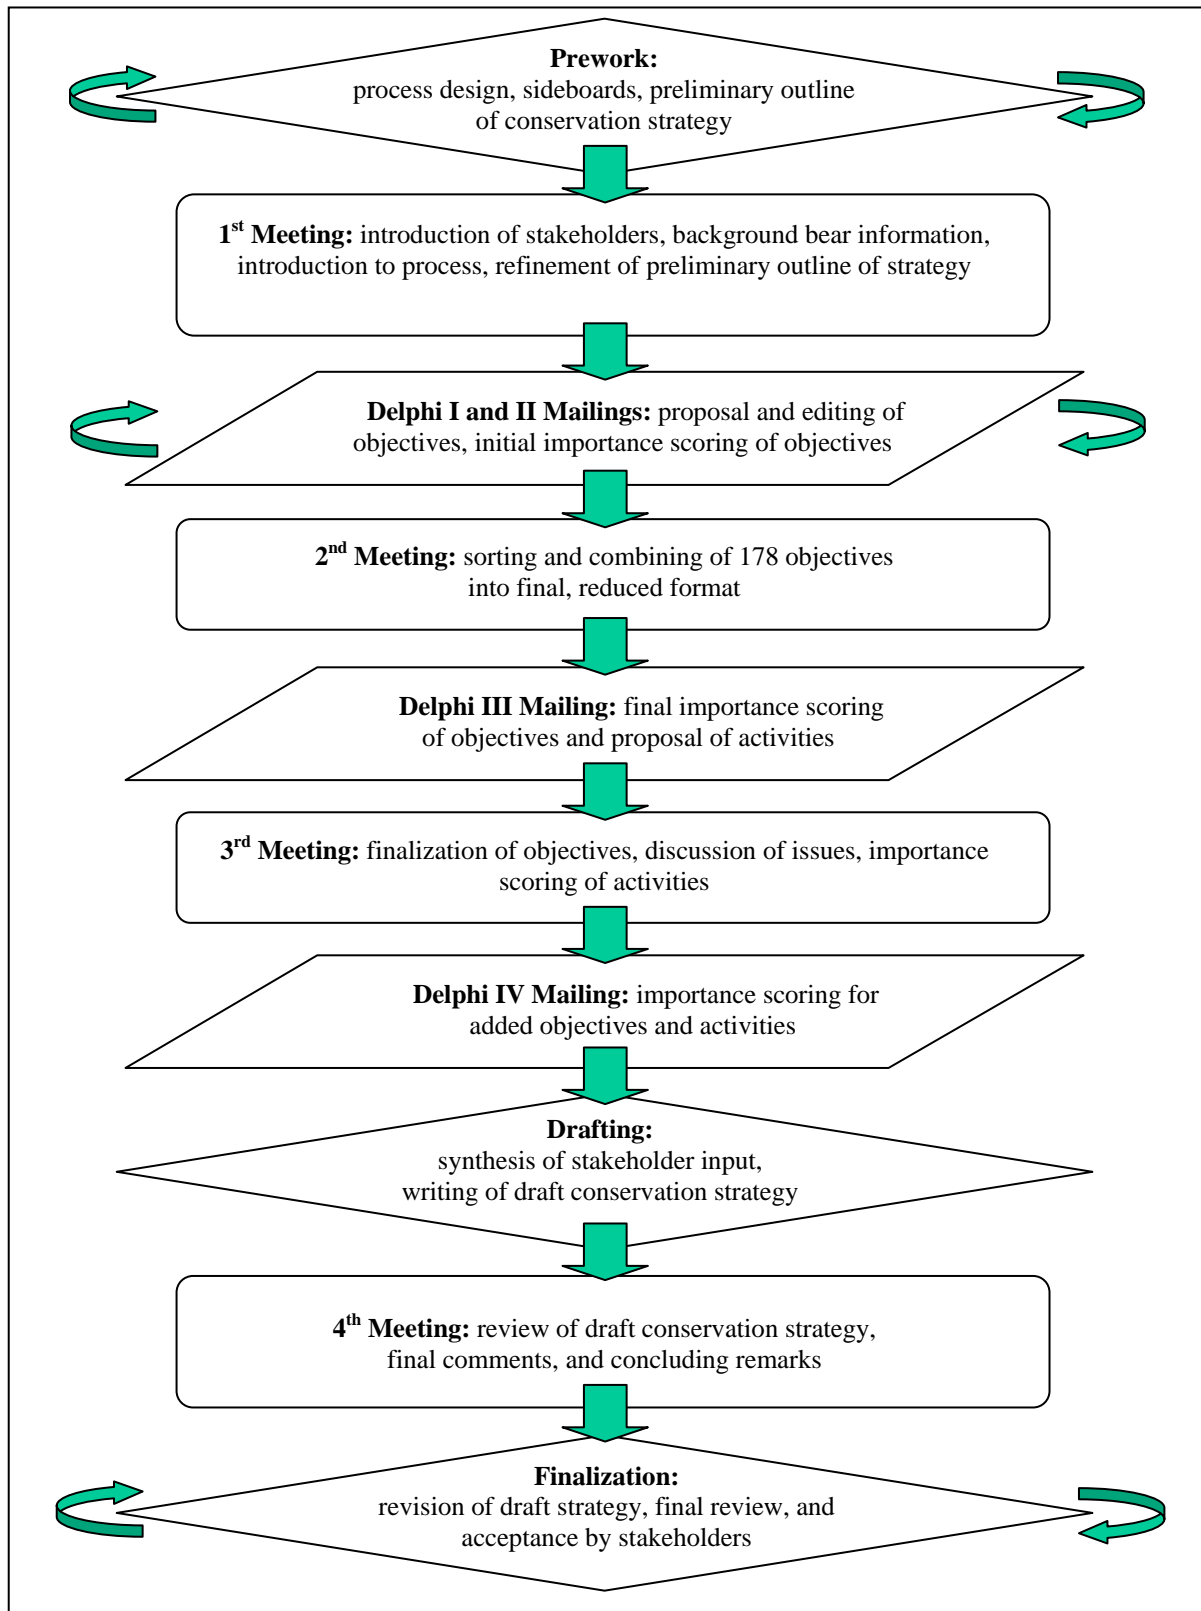 Prework:
process design, sideboards, preliminary outline
of conservation strategy
1st Meeting: introduction of stakeholders, background bear information,
introduction to process, refinement of preliminary outline of strategy
Delphi I and II Mailings: proposal and editing of
objectives, initial importance scoring of objectives
2nd Meeting: sorting and combining of 178 objectives
into final, reduced format
Delphi III Mailing: final importance scoring
of objectives and proposal of activities
3rd Meeting: finalization of objectives, discussion of issues, importance
scoring of activities
Delphi IV Mailing: importance scoring for
added objectives and activities
Drafting:
synthesis of stakeholder input,
writing of draft conservation strategy
4th Meeting: review of draft conservation strategy,
final comments, and concluding remarks
Finalization:
revision of draft strategy, final review, and
acceptance by stakeholders